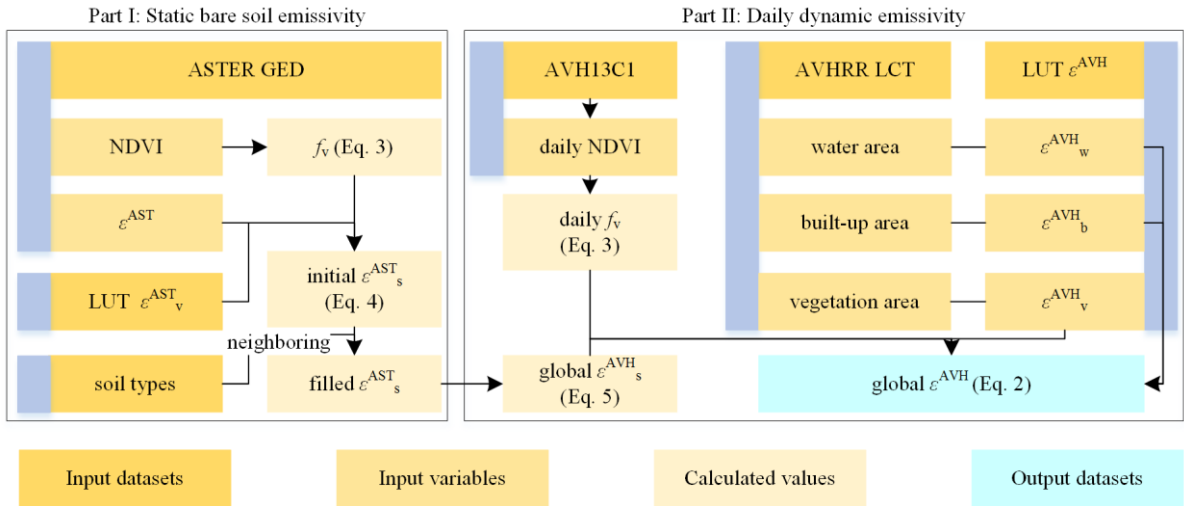 Part I: Static bare soil emissivity
Part II: Daily dynamic emissivity
ASTER GED
NDVI
f_v (Eq. 3)
ε^AST
initial ε^AST_s
(Eq. 4)
LUT ε^AST_v
neighboring
soil types
filled ε^AST_s
AVH13C1
daily NDVI
daily f_v
(Eq. 3)
global ε^AVH_s
(Eq. 5)
AVHRR LCT
LUT ε^AVH
water area
ε^AVH_w
built-up area
ε^AVH_b
vegetation area
ε^AVH_v
global ε^AVH (Eq. 2)
Input datasets
Input variables
Calculated values
Output datasets